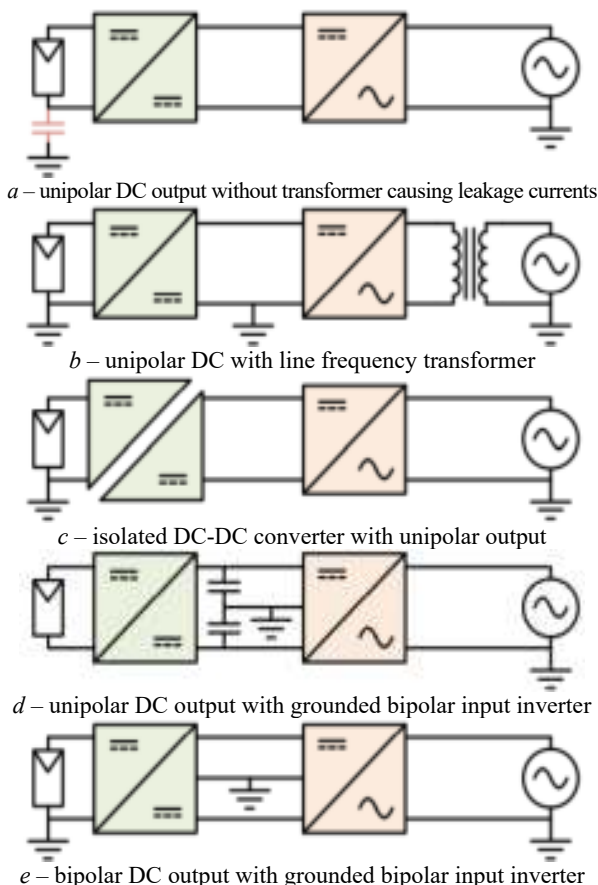 a – unipolar DC output without transformer causing leakage currents
b – unipolar DC with line frequency transformer
c – isolated DC-DC converter with unipolar output
d – unipolar DC output with grounded bipolar input inverter
e – bipolar DC output with grounded bipolar input inverter